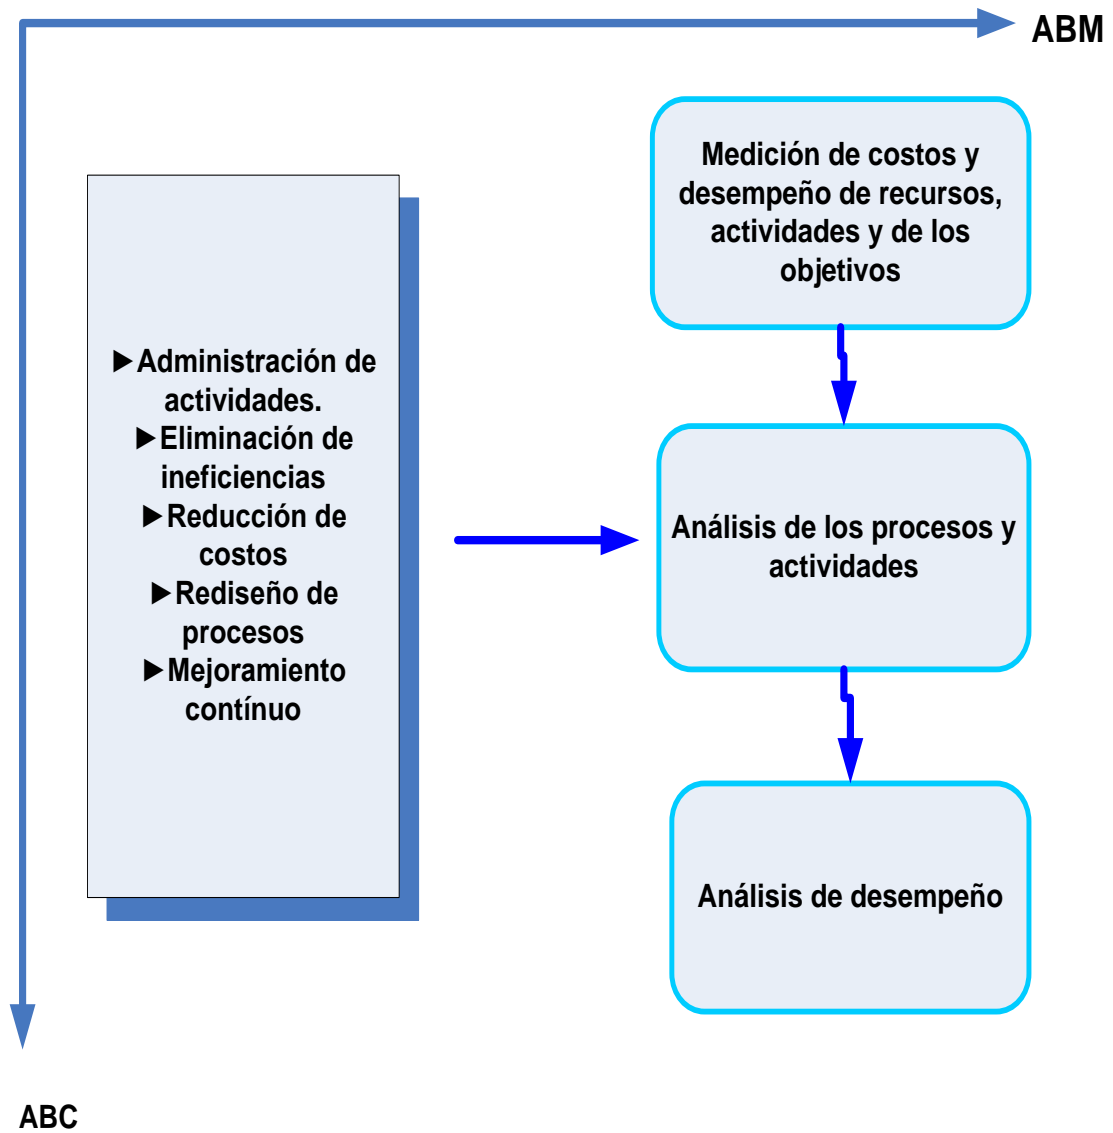 ABM
Medición de costos y
desempeño de recursos,
actividades y de los
objetivos
▶Administración de
actividades.
▶Eliminación de
ineficiencias
▶Reducción de
costos
▶Rediseño de
procesos
▶Mejoramiento
contínuo
Análisis de los procesos y
actividades
Análisis de desempeño
ABC